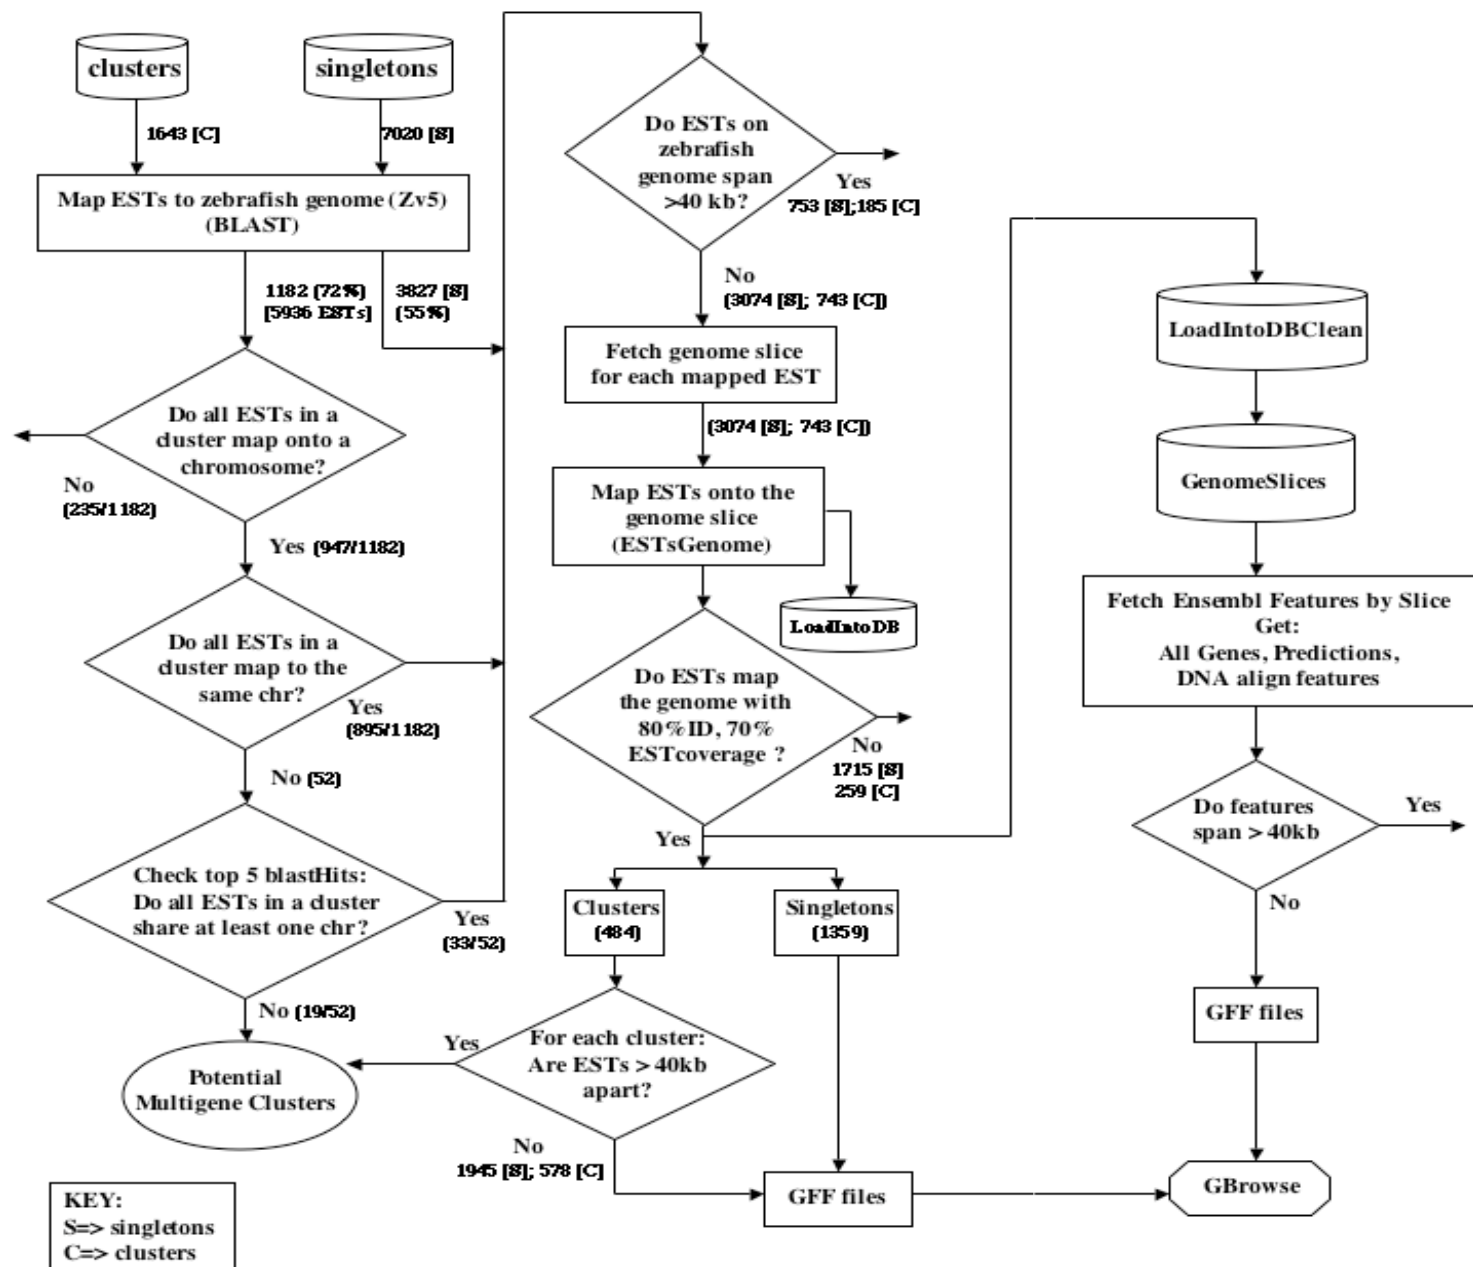 clusters
singletons
1643 [C]
7020 [S]
Map ESTs to zebrafish genome (Zv5)
(BLAST)
1182 (72%)
[5936 ESTs]
3827 [S]
(55%)
Do all ESTs in a
cluster map onto a
chromosome?
No
(235/1182)
Yes (947/1182)
Do all ESTs in a
cluster map to the
same chr?
Yes
(895/1182)
No (52)
Check top 5 blastHits:
Do all ESTs in a cluster
share at least one chr?
Yes
(33/52)
No (19/52)
Potential
Multigene Clusters
KEY:
S=> singletons
C=> clusters
Do ESTs on
zebrafish
genome span
>40 kb?
Yes
753 [S];185 [C]
No
(3074 [S]; 743 [C])
Fetch genome slice
for each mapped EST
(3074 [S]; 743 [C])
Map ESTs onto the
genome slice
(ESTsGenome)
LoadIntoDB
Do ESTs map
the genome with
80%ID, 70%
ESTcoverage ?
No
1715 [S]
259 [C]
Yes
Clusters
(484)
Singletons
(1359)
For each cluster:
Are ESTs > 40kb
apart?
Yes
No
1945 [S]; 578 [C]
GFF files
LoadIntoDBClean
GenomeSlices
Fetch Ensembl Features by Slice
Get:
All Genes, Predictions,
DNA align features
Do features
span > 40kb
Yes
No
GFF files
GBrowse